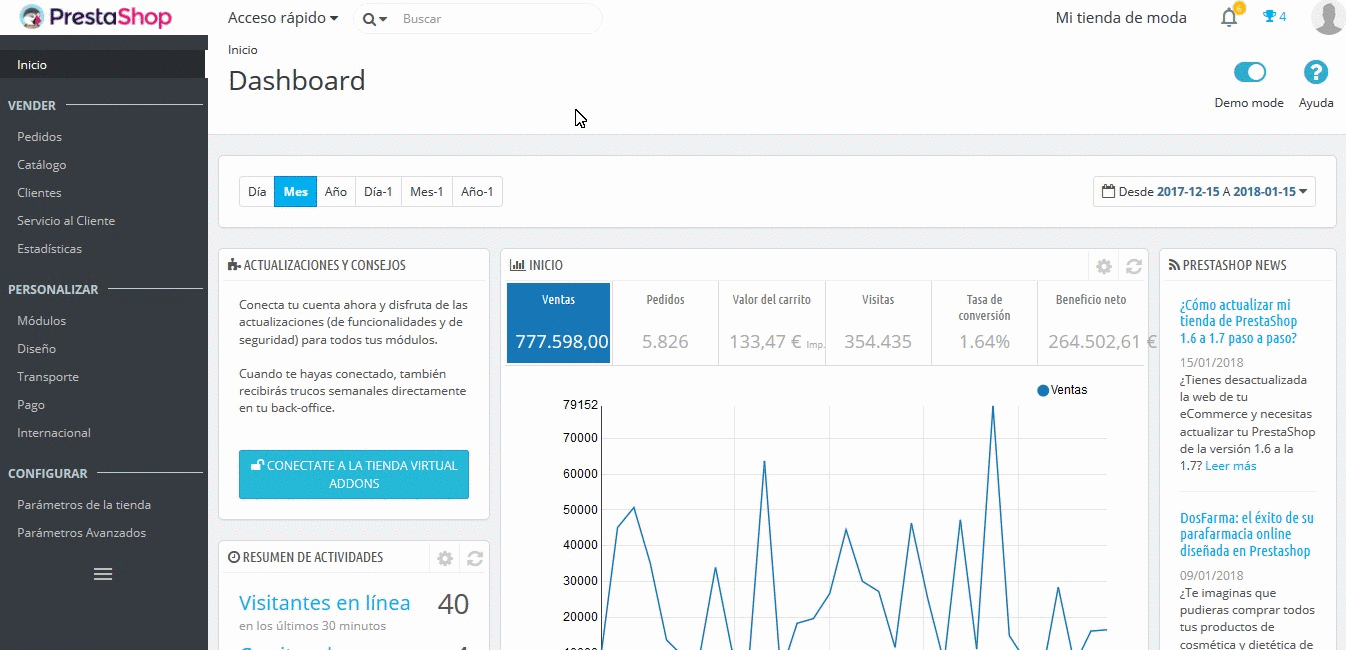 PrestaShop
Acceso rápido
Buscar
Mi tienda de moda
6
4
Inicio
VENDER
Pedidos
Catálogo
Clientes
Servicio al Cliente
Estadísticas
PERSONALIZAR
Módulos
Diseño
Transporte
Pago
Internacional
CONFIGURAR
Parámetros de la tienda
Parámetros Avanzados
Inicio
Dashboard
Demo mode
?
Ayuda
Día
Mes
Año
Día-1
Mes-1
Año-1
Desde 2017-12-15 A 2018-01-15
ACTUALIZACIONES Y CONSEJOS
Conecta tu cuenta ahora y disfruta de las
actualizaciones (de funcionalidades y de
seguridad) para todos tus módulos.
Cuando te hayas conectado, también
recibirás trucos semanales directamente
en tu back-office.
CONECTATE A LA TIENDA VIRTUAL
ADDONS
RESUMEN DE ACTIVIDADES
Visitantes en línea 40
en los últimos 30 minutos
INICIO
Ventas
777.598,00
Pedidos
5.826
Valor del carrito
133,47 € Imp.
Visitas
354.435
Tasa de
conversión
1.64%
Beneficio neto
264.502,61 €
Ventas
79152
70000
60000
50000
40000
30000
20000
10000
PRESTASHOP NEWS
¿Cómo actualizar mi
tienda de PrestaShop
1.6 a 1.7 paso a paso?
15/01/2018
¿Tienes desactualizada
la web de tu
eCommerce y necesitas
actualizar tu PrestaShop
de la versión 1.6 a la
1.7? Leer más
DosFarma: el éxito de su
parafarmacia online
diseñada en Prestashop
09/01/2018
¿Te imaginas que
pudieras comprar todos
tus productos de
cosmética y dietética de